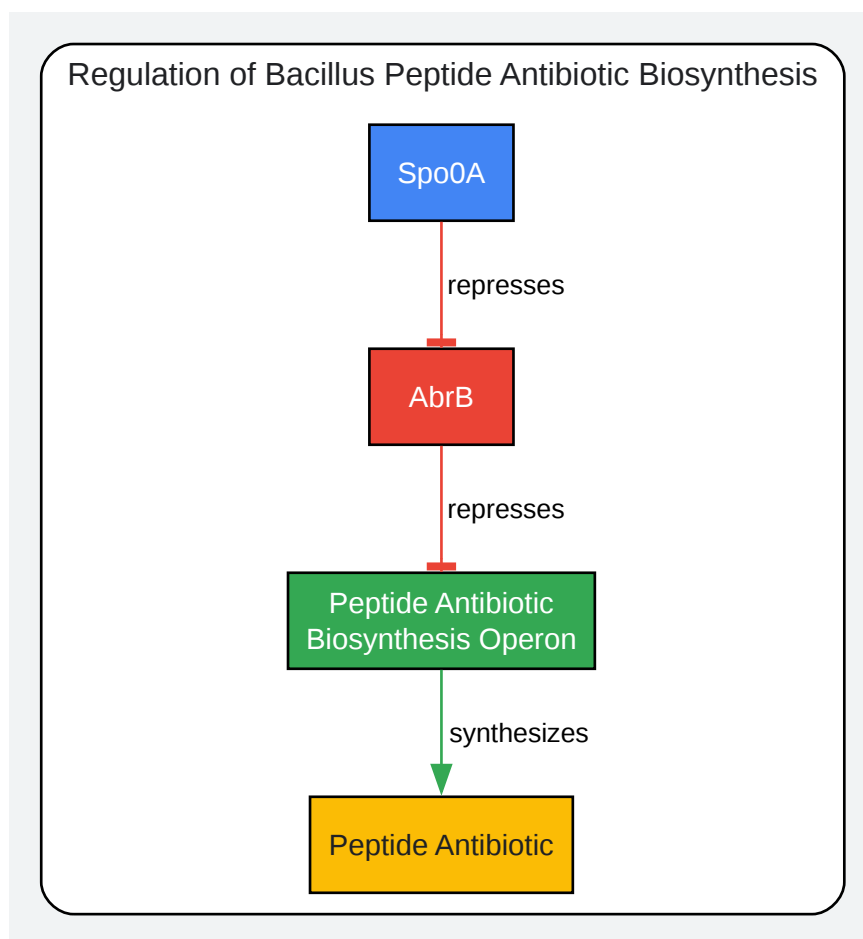 Regulation of Bacillus Peptide Antibiotic Biosynthesis
Spo0A
represses
AbrB
represses
Peptide Antibiotic
Biosynthesis Operon
synthesizes
Peptide Antibiotic